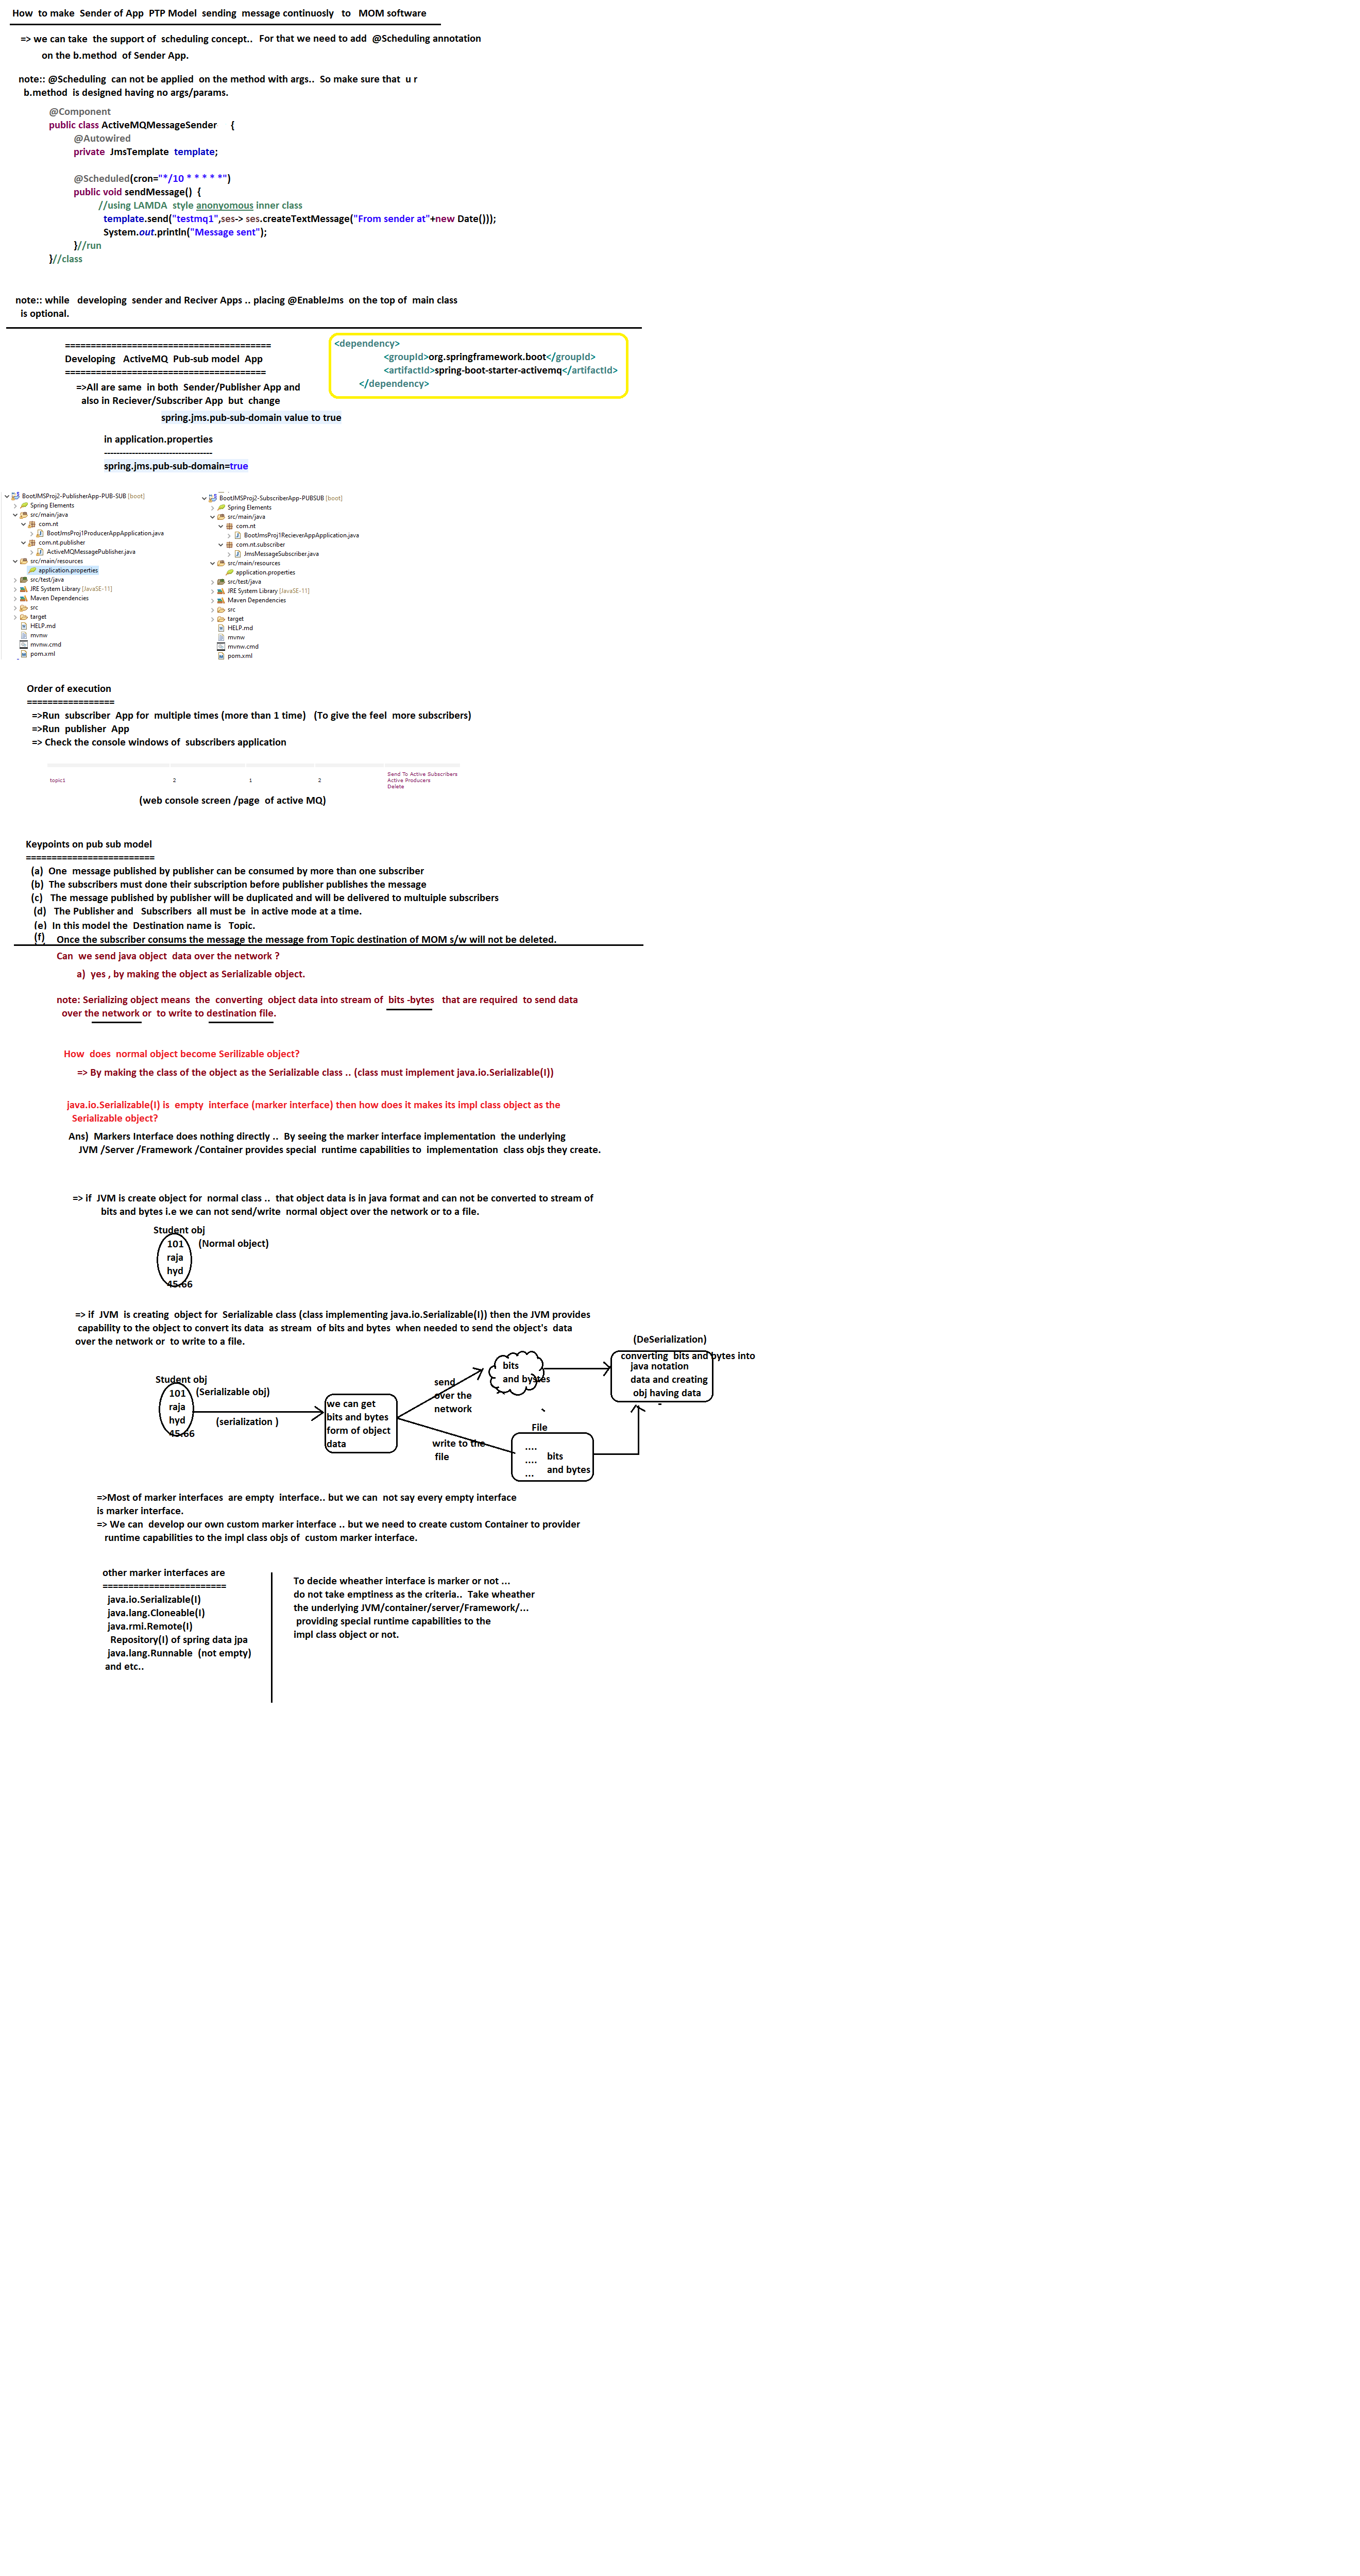 How to make Sender of App PTP Model sending message continuosly to MOM software
=> we can take the support of scheduling concept.. For that we need to add @Scheduling annotation
on the b.method of Sender App.
note:: @Scheduling can not be applied on the method with args.. So make sure that u r
b.method is designed having no args/params.
@Component
public class ActiveMQMessageSender {
@Autowired
private JmsTemplate template;
@Scheduled(cron="*/10 * * * * *")
public void sendMessage() {
//using LAMDA style anonyomous inner class
template.send("testmq1",ses-> ses.createTextMessage("From sender at"+new Date()));
System.out.println("Message sent");
}//run
}//class
note:: while developing sender and Reciver Apps .. placing @EnableJms on the top of main class
is optional.
========================================
Developing ActiveMQ Pub-sub model App
=======================================
=>All are same in both Sender/Publisher App and
also in Reciever/Subscriber App but change
spring.jms.pub-sub-domain value to true
in application.properties
-----------------------------------
spring.jms.pub-sub-domain=true
<dependency>
<groupId>org.springframework.boot</groupId>
<artifactId>spring-boot-starter-activemq</artifactId>
</dependency>
BootJMSProj2-PublisherApp-PUB-SUB [boot]
Spring Elements
src/main/java
com.nt
BootJmsProj1ProducerAppApplication.java
com.nt.publisher
ActiveMQMessagePublisher.java
src/main/resources
application.properties
src/test/java
JRE System Library [JavaSE-11]
Maven Dependencies
src
target
HELP.md
mvnw
mvnw.cmd
pom.xml
BootJMSProj2-SubscriberApp-PUBSUB [boot]
Spring Elements
src/main/java
com.nt
BootJmsProj1RecieverAppApplication.java
com.nt.subscriber
JmsMessageSubscriber.java
src/main/resources
application.properties
src/test/java
JRE System Library [JavaSE-11]
Maven Dependencies
src
target
HELP.md
mvnw
mvnw.cmd
pom.xml
Order of execution
=================
=>Run subscriber App for multiple times (more than 1 time) (To give the feel more subscribers)
=>Run publisher App
=> Check the console windows of subscribers application
topic1 2 1 2 Send To Active Subscribers
Active Producers
Delete
(web console screen /page of active MQ)
Keypoints on pub sub model
=========================
(a) One message published by publisher can be consumed by more than one subscriber
(b) The subscribers must done their subscription before publisher publishes the message
(c) The message published by publisher will be duplicated and will be delivered to multuiple subscribers
(d) The Publisher and Subscribers all must be in active mode at a time.
(e) In this model the Destination name is Topic.
(f) Once the subscriber consums the message the message from Topic destination of MOM s/w will not be deleted.
Can we send java object data over the network ?
a) yes , by making the object as Serializable object.
note: Serializing object means the converting object data into stream of bits -bytes that are required to send data
over the network or to write to destination file.
How does normal object become Serilizable object?
=> By making the class of the object as the Serializable class .. (class must implement java.io.Serializable(I))
java.io.Serializable(I) is empty interface (marker interface) then how does it makes its impl class object as the
Serializable object?
Ans) Markers Interface does nothing directly .. By seeing the marker interface implementation the underlying
JVM /Server /Framework /Container provides special runtime capabilities to implementation class objs they create.
=> if JVM is create object for normal class .. that object data is in java format and can not be converted to stream of
bits and bytes i.e we can not send/write normal object over the network or to a file.
Student obj
101 (Normal object)
raja
hyd
45.66
=> if JVM is creating object for Serializable class (class implementing java.io.Serializable(I)) then the JVM provides
capability to the object to convert its data as stream of bits and bytes when needed to send the object's data
over the network or to write to a file.
Student obj
101 (Serializable obj)
raja
hyd
45.66
(serialization )
we can get
bits and bytes
form of object
data
send
over the
network
write to the
file
bits
and bystes
File
....
....
...
bits
and bytes
(DeSerialization)
converting bits and bytes into
java notation
data and creating
obj having data
=>Most of marker interfaces are empty interface.. but we can not say every empty interface
is marker interface.
=> We can develop our own custom marker interface .. but we need to create custom Container to provider
runtime capabilities to the impl class objs of custom marker interface.
other marker interfaces are
========================
java.io.Serializable(I)
java.lang.Cloneable(I)
java.rmi.Remote(I)
Repository(I) of spring data jpa
java.lang.Runnable (not empty)
and etc..
To decide wheather interface is marker or not ...
do not take emptiness as the criteria.. Take wheather
the underlying JVM/container/server/Framework/...
providing special runtime capabilities to the
impl class object or not.